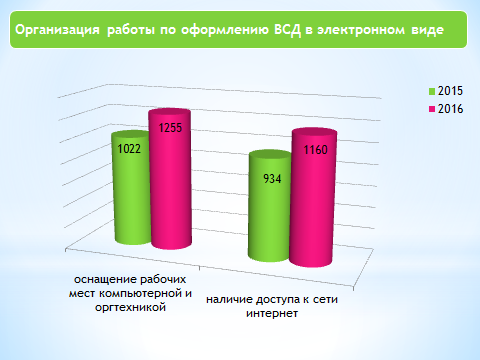 Организация работы по оформлению ВСД в электронном виде
2015
2016
1022
1255
934
1160
оснащение рабочих
мест компьютерной и
оргтехникой
наличие доступа к сети
интернет